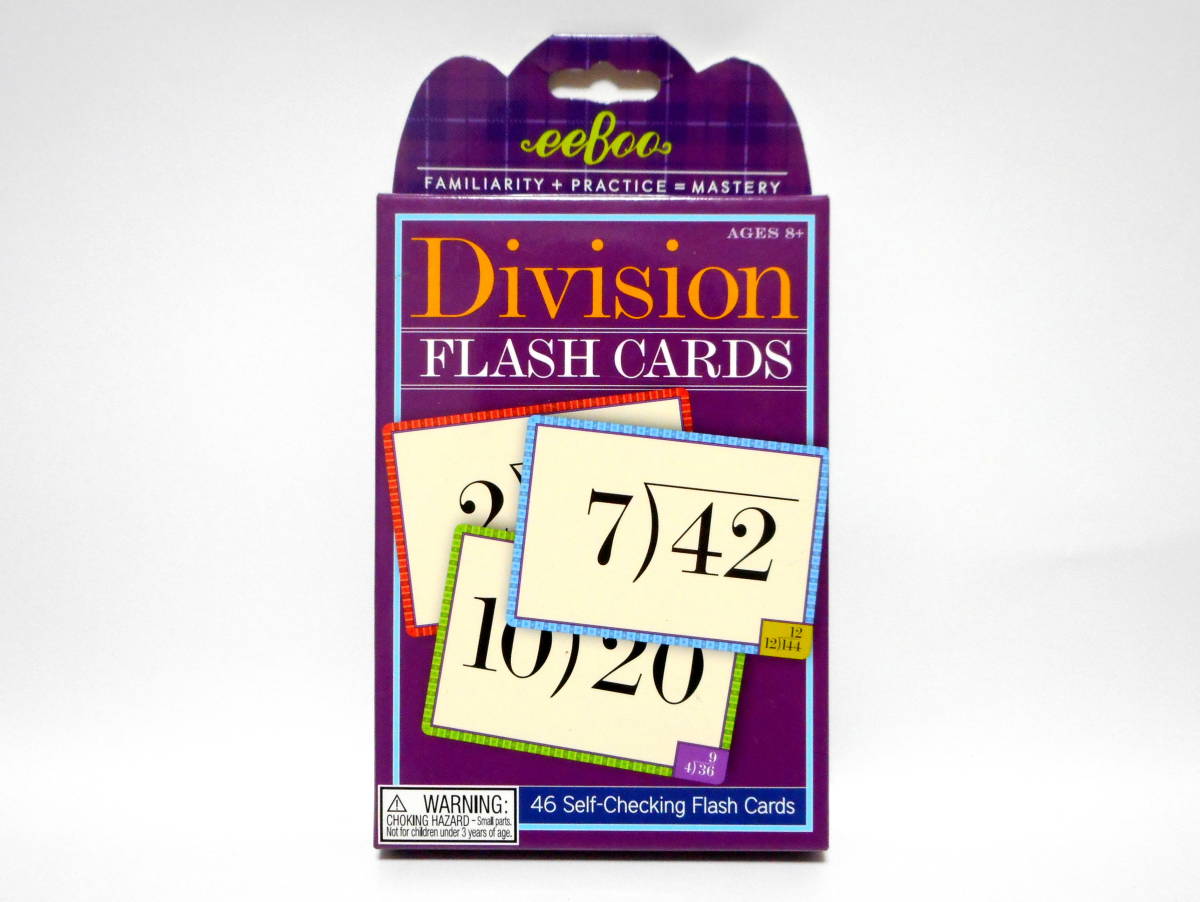 eeBoo
FAMILIARITY + PRACTICE = MASTERY
AGES 8+
Division
FLASH CARDS
2
7)42
12
12)144
10)20
9
4)36
WARNING:
CHOKING HAZARD - Small parts.
Not for children under 3 years of age.
46 Self-Checking Flash Cards